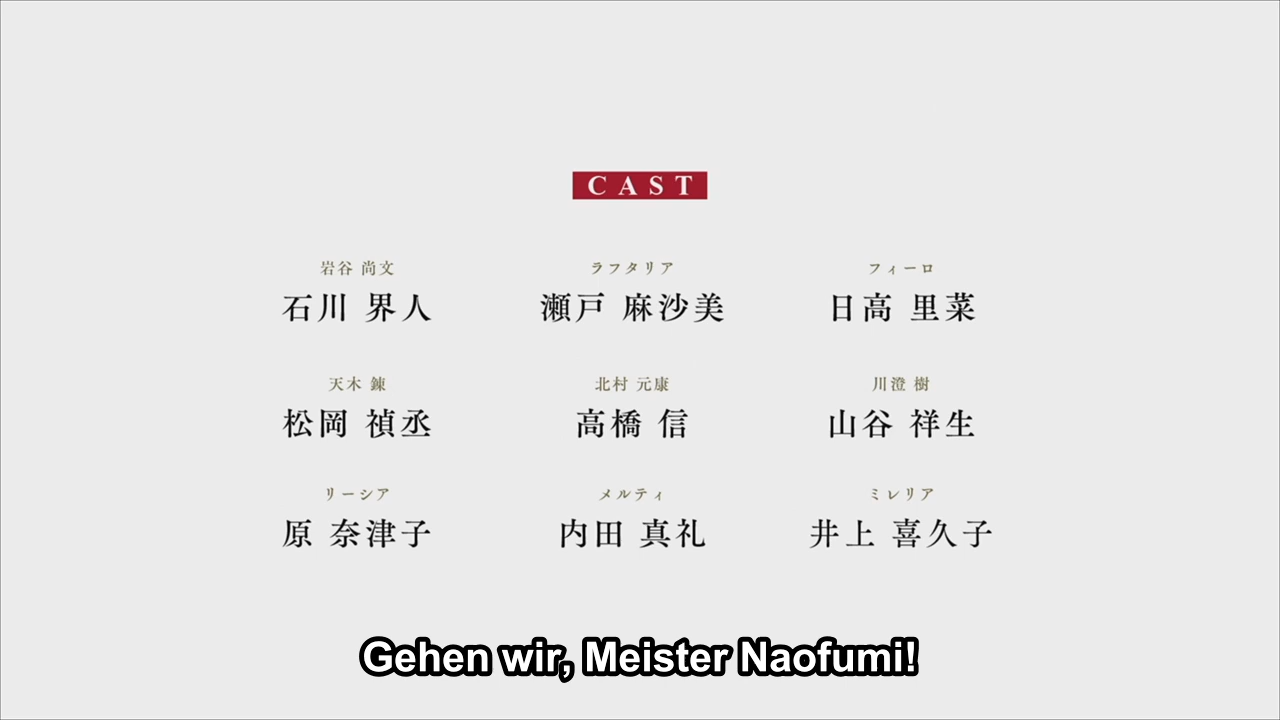 CAST
岩谷 尚文 ラフタリア フィーロ
石川 界人 瀬戸 麻沙美 日高 里菜
天木 錬 北村 元康 川澄 樹
松岡 禎丞 高橋 信 山谷 祥生
リーシア メルティ ミレリア
原 奈津子 内田 真礼 井上 喜久子
Gehen wir, Meister Naofumi!